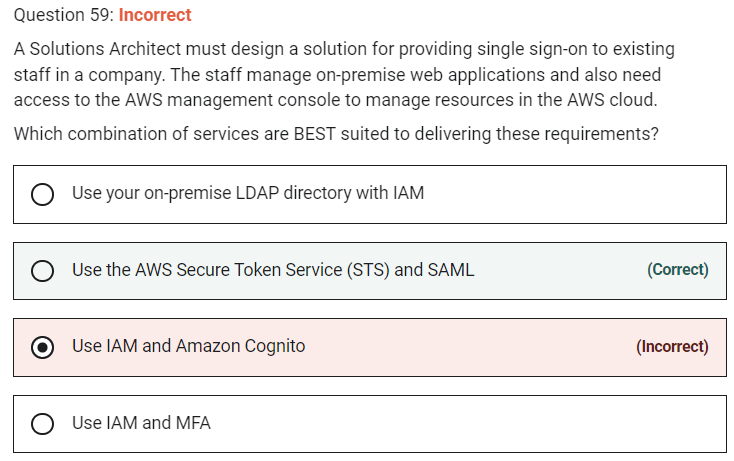 Question 59: Incorrect
A Solutions Architect must design a solution for providing single sign-on to existing
staff in a company. The staff manage on-premise web applications and also need
access to the AWS management console to manage resources in the AWS cloud.
Which combination of services are BEST suited to delivering these requirements?
Use your on-premise LDAP directory with IAM
Use the AWS Secure Token Service (STS) and SAML (Correct)
Use IAM and Amazon Cognito (Incorrect)
Use IAM and MFA